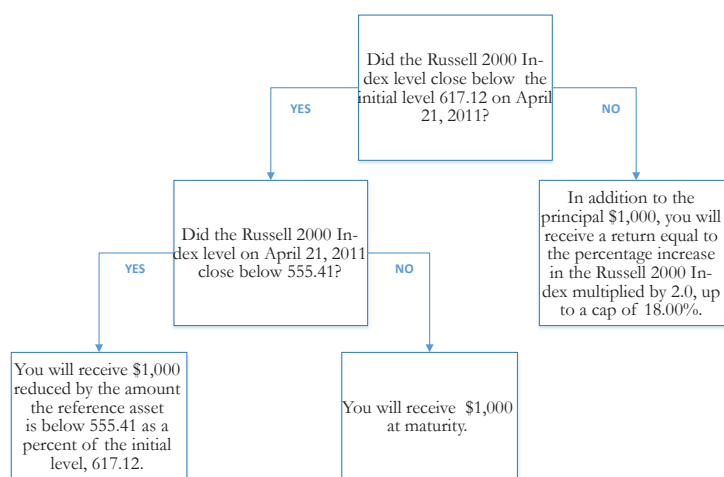 Did the Russell 2000 In-
dex level close below the
initial level 617.12 on April
21, 2011?
YES
NO
Did the Russell 2000 In-
dex level on April 21, 2011
close below 555.41?
In addition to the
principal $1,000, you will
receive a return equal to
the percentage increase
in the Russell 2000 In-
dex multiplied by 2.0, up
to a cap of 18.00%.
YES
NO
You will receive $1,000
reduced by the amount
the reference asset
is below 555.41 as a
percent of the initial
level, 617.12.
You will receive $1,000
at maturity.